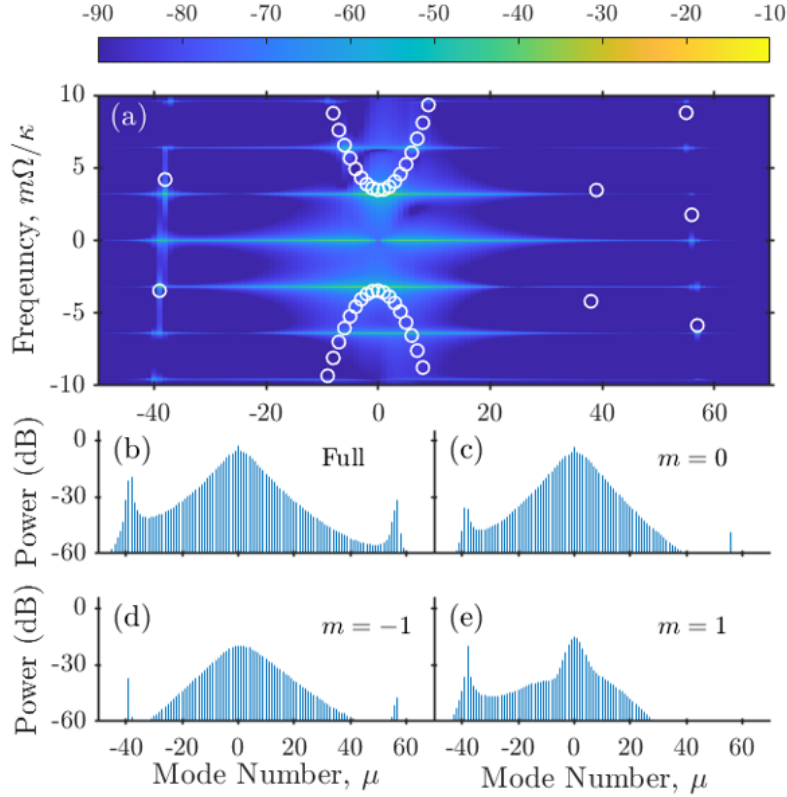 -90 -80 -70 -60 -50 -40 -30 -20 -10
10
5
0
-5
-10
Freqeuncy, mΩ/κ
(a)
-40 -20 0 20 40 60
0
-30
-60
Power (dB)
(b)
Full
(c)
m = 0
0
-30
-60
Power (dB)
(d)
m = −1
(e)
m = 1
-40 -20 0 20 40 60
-40 -20 0 20 40 60
Mode Number, μ
Mode Number, μ